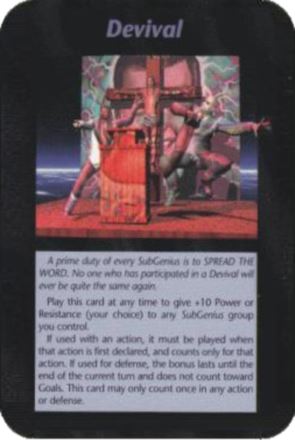 Devival
A prime duty of every SubGenius is to SPREAD THE
WORD. No one who has participated in a Devival will
ever be quite the same again.
Play this card at any time to give +10 Power or
Resistance (your choice) to any SubGenius group
you control.
If used with an action, it must be played when
that action is first declared, and counts only for that
action. If used for defense, the bonus lasts until the
end of the current turn and does not count toward
Goals. This card may only count once in any action
or defense.